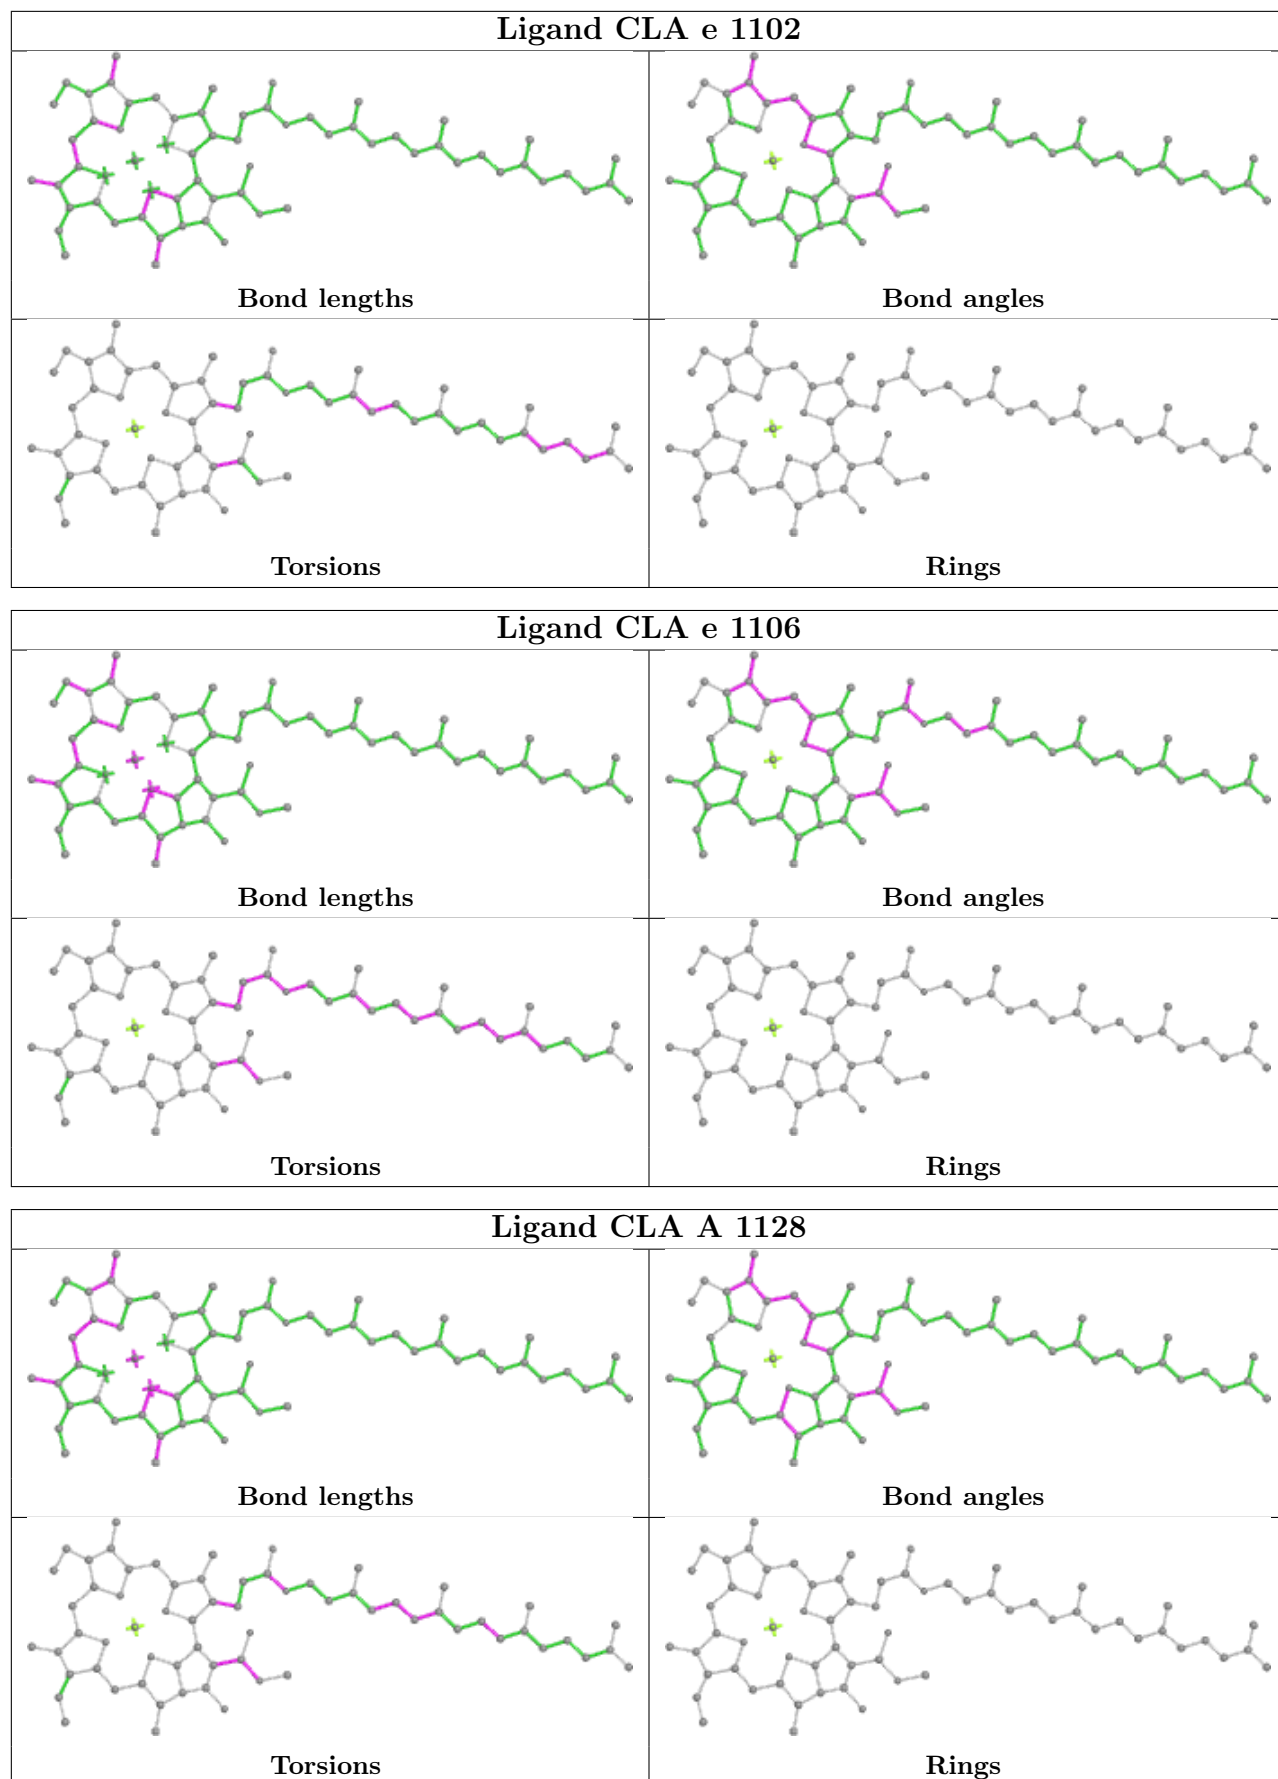 Ligand CLA e 1102
Bond lengths
Bond angles
Torsions
Rings
Ligand CLA e 1106
Bond lengths
Bond angles
Torsions
Rings
Ligand CLA A 1128
Bond lengths
Bond angles
Torsions
Rings